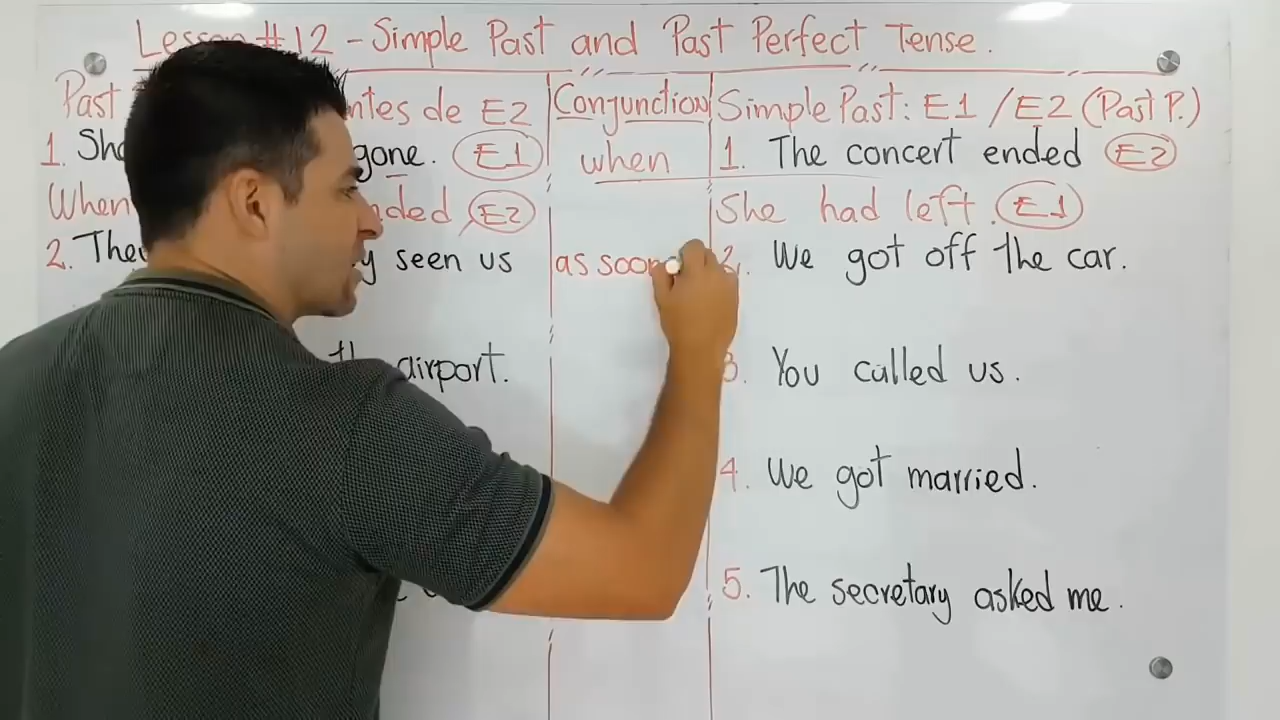 Lesson #12 - Simple Past and Past Perfect Tense.
Past ntes de E2 Conjunction Simple Past: E1 / E2 (Past P.)
1. She gone. E1 when 1. The concert ended E2
When nded E2 She had left. E1
2. They y seen us as soon 2. We got off the car.
airport. 3. You called us.
4. We got married.
5. The secretary asked me.